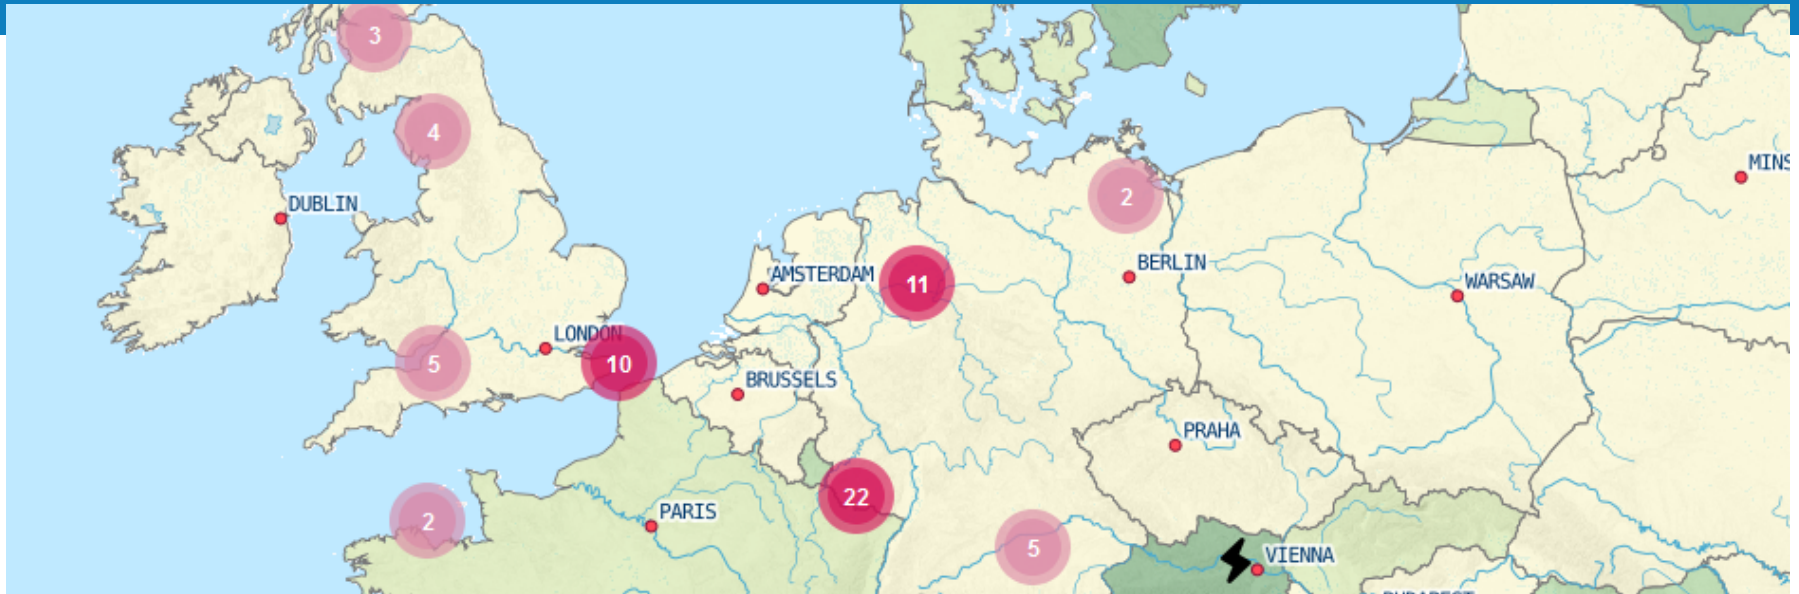 3
4
MINS
2
DUBLIN
BERLIN
AMSTERDAM
11
WARSAW
LONDON
5
10
BRUSSELS
PRAHA
22
PARIS
2
5
VIENNA